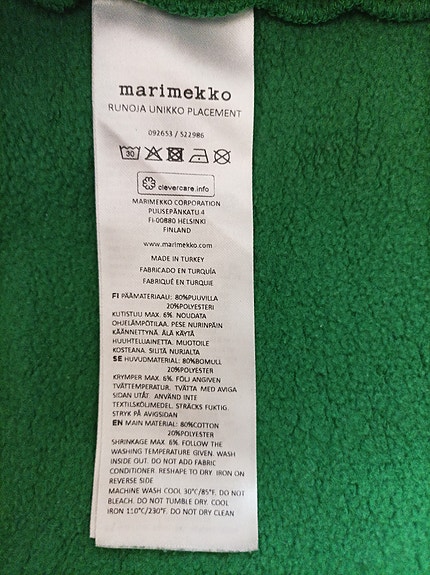 marimekko
RUNOJA UNIKKO PLACEMENT
092653 / 522986
30
clevercare.info
MARIMEKKO CORPORATION
PUUSEPÄNKATU 4
FI-00880 HELSINKI
FINLAND
www.marimekko.com
MADE IN TURKEY
FABRICADO EN TURQUÍA
FABRIQUÉ EN TURQUIE
FI PÄÄMATERIAALI: 80%PUUVILLA
20%POLYESTERI
KUTISTUU MAX. 6%. NOUDATA
OHJELÄMPÖTILAA. PESE NURINPÄIN
KÄÄNNETTYNÄ. ÄLÄ KÄYTÄ
HUUHTELUAINETTA. MUOTOILE
KOSTEANA. SILITÄ NURJALTA
SE HUVUDMATERIAL: 80%BOMULL
20%POLYESTER
KRYMPER MAX. 6%. FÖLJ ANGIVEN
TVÄTTEMPERATUR. TVÄTTA MED AVIGA
SIDAN UTÅT. ANVÄND INTE
TEXTILSKÖLJMEDEL. STRÄCKS FUKTIG.
STRYK PÅ AVIGSIDAN
EN MAIN MATERIAL: 80%COTTON
20%POLYESTER
SHRINKAGE MAX. 6%. FOLLOW THE
WASHING TEMPERATURE GIVEN. WASH
INSIDE OUT. DO NOT ADD FABRIC
CONDITIONER. RESHAPE TO DRY. IRON ON
REVERSE SIDE
MACHINE WASH COOL 30°C/85°F. DO NOT
BLEACH. DO NOT TUMBLE DRY. COOL
IRON 110°C/230°F. DO NOT DRY CLEAN